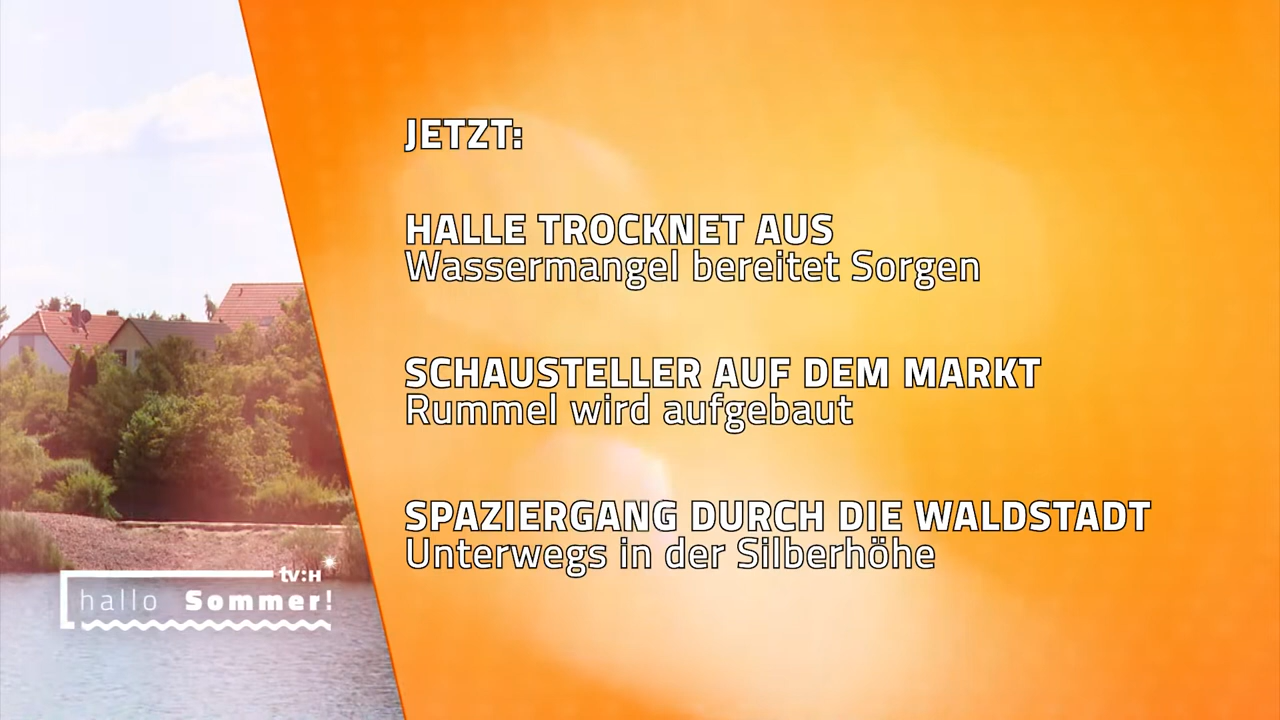 JETZT:
HALLE TROCKNET AUS
Wassermangel bereitet Sorgen
SCHAUSTELLER AUF DEM MARKT
Rummel wird aufgebaut
SPAZIERGANG DURCH DIE WALDSTADT
Unterwegs in der Silberhöhe
tv:H
hallo Sommer!